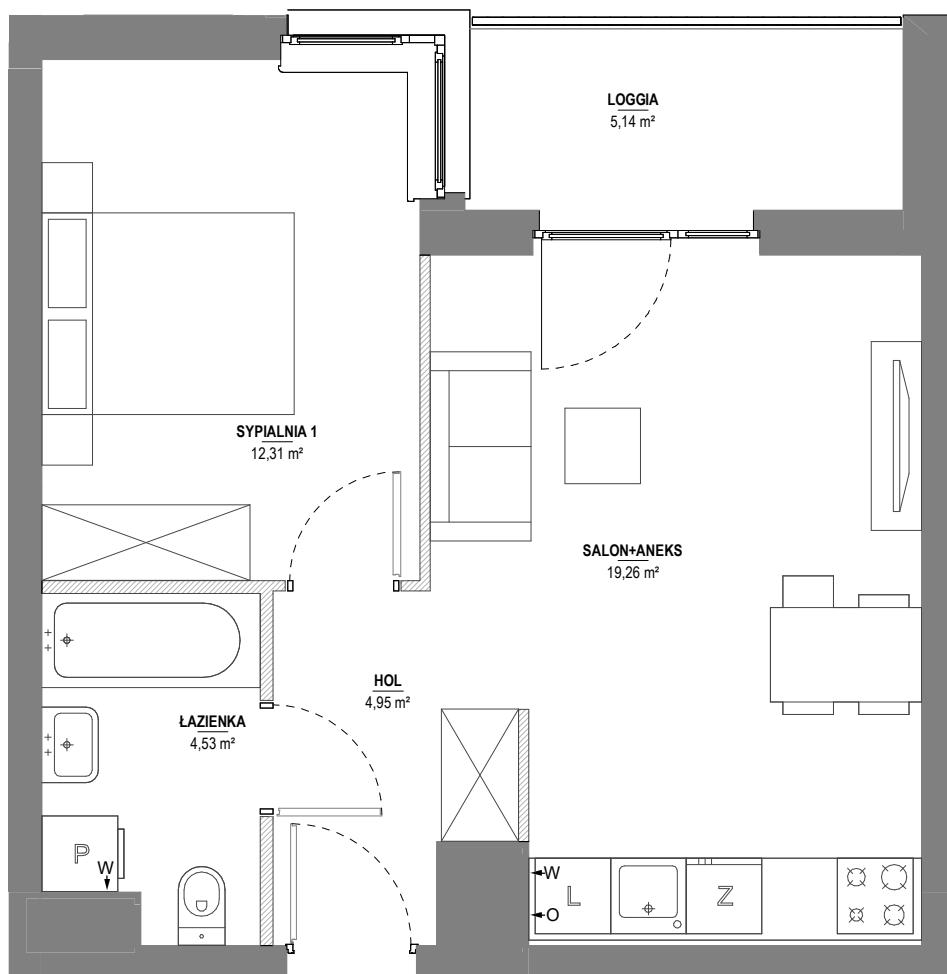 LOGGIA
5,14 m²
SYPIALNIA 1
12,31 m²
SALON+ANEKS
19,26 m²
HOL
4,95 m²
ŁAZIENKA
4,53 m²
P
W
W
L
Z
O